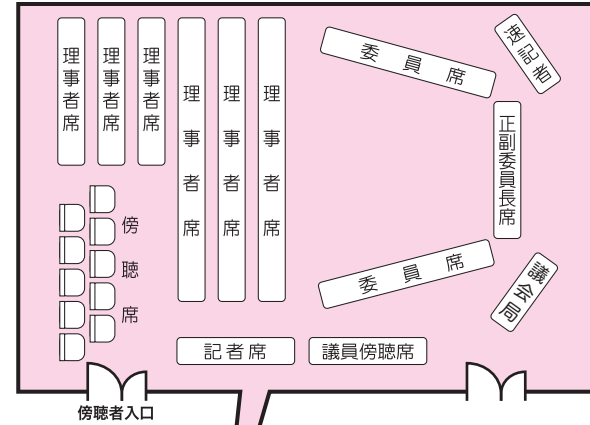 理事者席
理事者席
理事者席
理事者席
理事者席
理事者席
委員席
速記者
正副委員長席
委員席
議会局
傍聴席
記者席
議員傍聴席
傍聴者入口